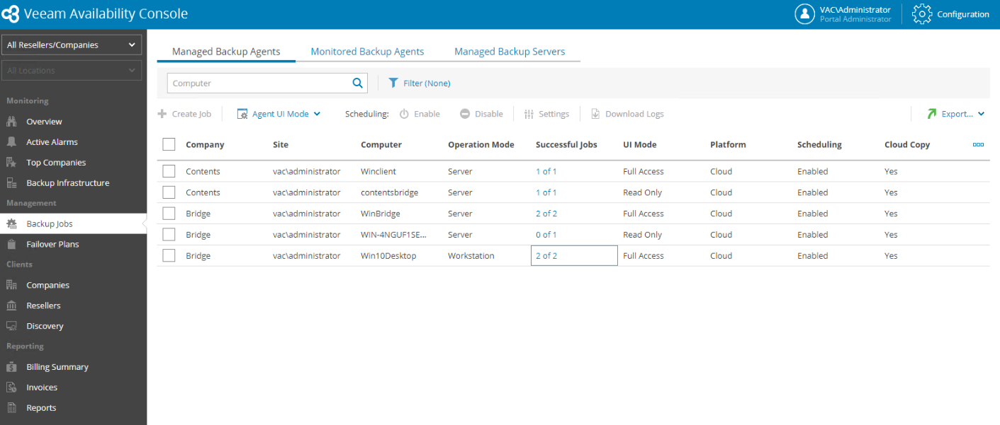 Veeam Availability Console
VAC\Administrator
Portal Administrator
Configuration
All Resellers/Companies
All Locations
Monitoring
Overview
Active Alarms
Top Companies
Backup Infrastructure
Management
Backup Jobs
Failover Plans
Clients
Companies
Resellers
Discovery
Reporting
Billing Summary
Invoices
Reports
Managed Backup Agents Monitored Backup Agents Managed Backup Servers
Computer Filter (None)
Create Job Agent UI Mode Scheduling: Enable Disable Settings Download Logs Export...
Company Site Computer Operation Mode Successful Jobs UI Mode Platform Scheduling Cloud Copy
Contents vac\administrator Winclient Server 1 of 1 Full Access Cloud Enabled Yes
Contents vac\administrator contentsbridge Server 1 of 1 Read Only Cloud Enabled Yes
Bridge vac\administrator WinBridge Server 2 of 2 Full Access Cloud Enabled Yes
Bridge vac\administrator WIN-4NGUF1SE... Server 0 of 1 Read Only Cloud Enabled Yes
Bridge vac\administrator Win10Desktop Workstation 2 of 2 Full Access Cloud Enabled Yes